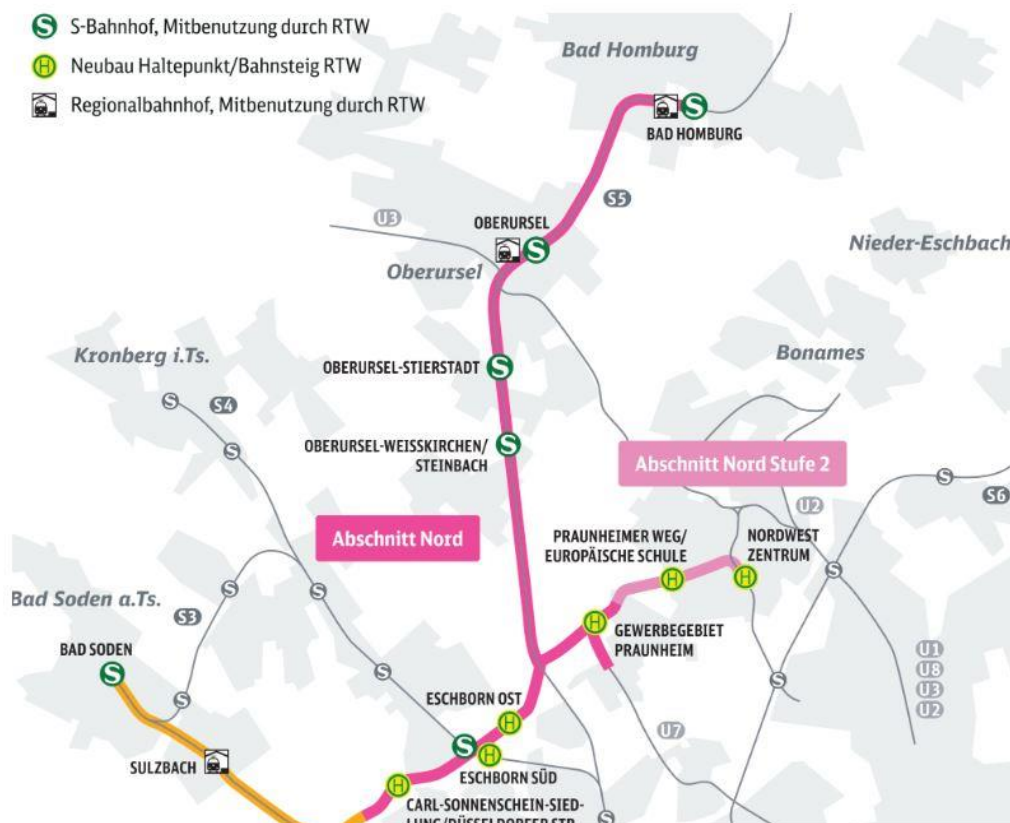 S S-Bahnhof, Mitbenutzung durch RTW
H Neubau Haltepunkt/Bahnsteig RTW
Regionalbahnhof, Mitbenutzung durch RTW
Bad Homburg
S
BAD HOMBURG
S5
U3
OBERURSEL
S
Oberursel
Nieder-Eschbach
Kronberg i.Ts.
S
S4
S
OBERURSEL-STIERSTADT
S
Bonames
OBERURSEL-WEISSKIRCHEN/
STEINBACH
S
Abschnitt Nord Stufe 2
S
S6
U2
Abschnitt Nord
PRAUNHEIMER WEG/
EUROPÄISCHE SCHULE
H
NORDWEST
ZENTRUM
H
S
Bad Soden a.Ts.
S3
S
S
BAD SODEN
S
S
S
H
GEWERBEGEBIET
PRAUNHEIM
U1
U8
U3
U2
S
ESCHBORN OST
H
U7
SULZBACH
S
H
ESCHBORN SÜD
H
CARL-SONNENSCHEIN-SIED-
LUNG/DÜSSELDORFER STR.
S